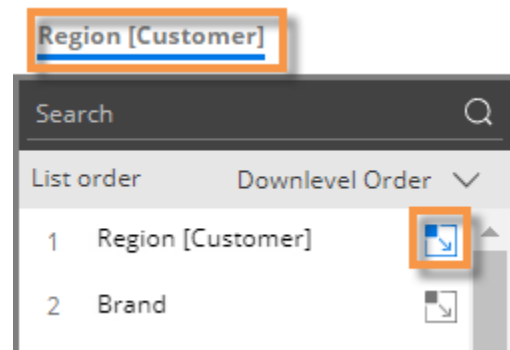 Region [Customer]
Search
List order Downlevel Order
1 Region [Customer]
2 Brand